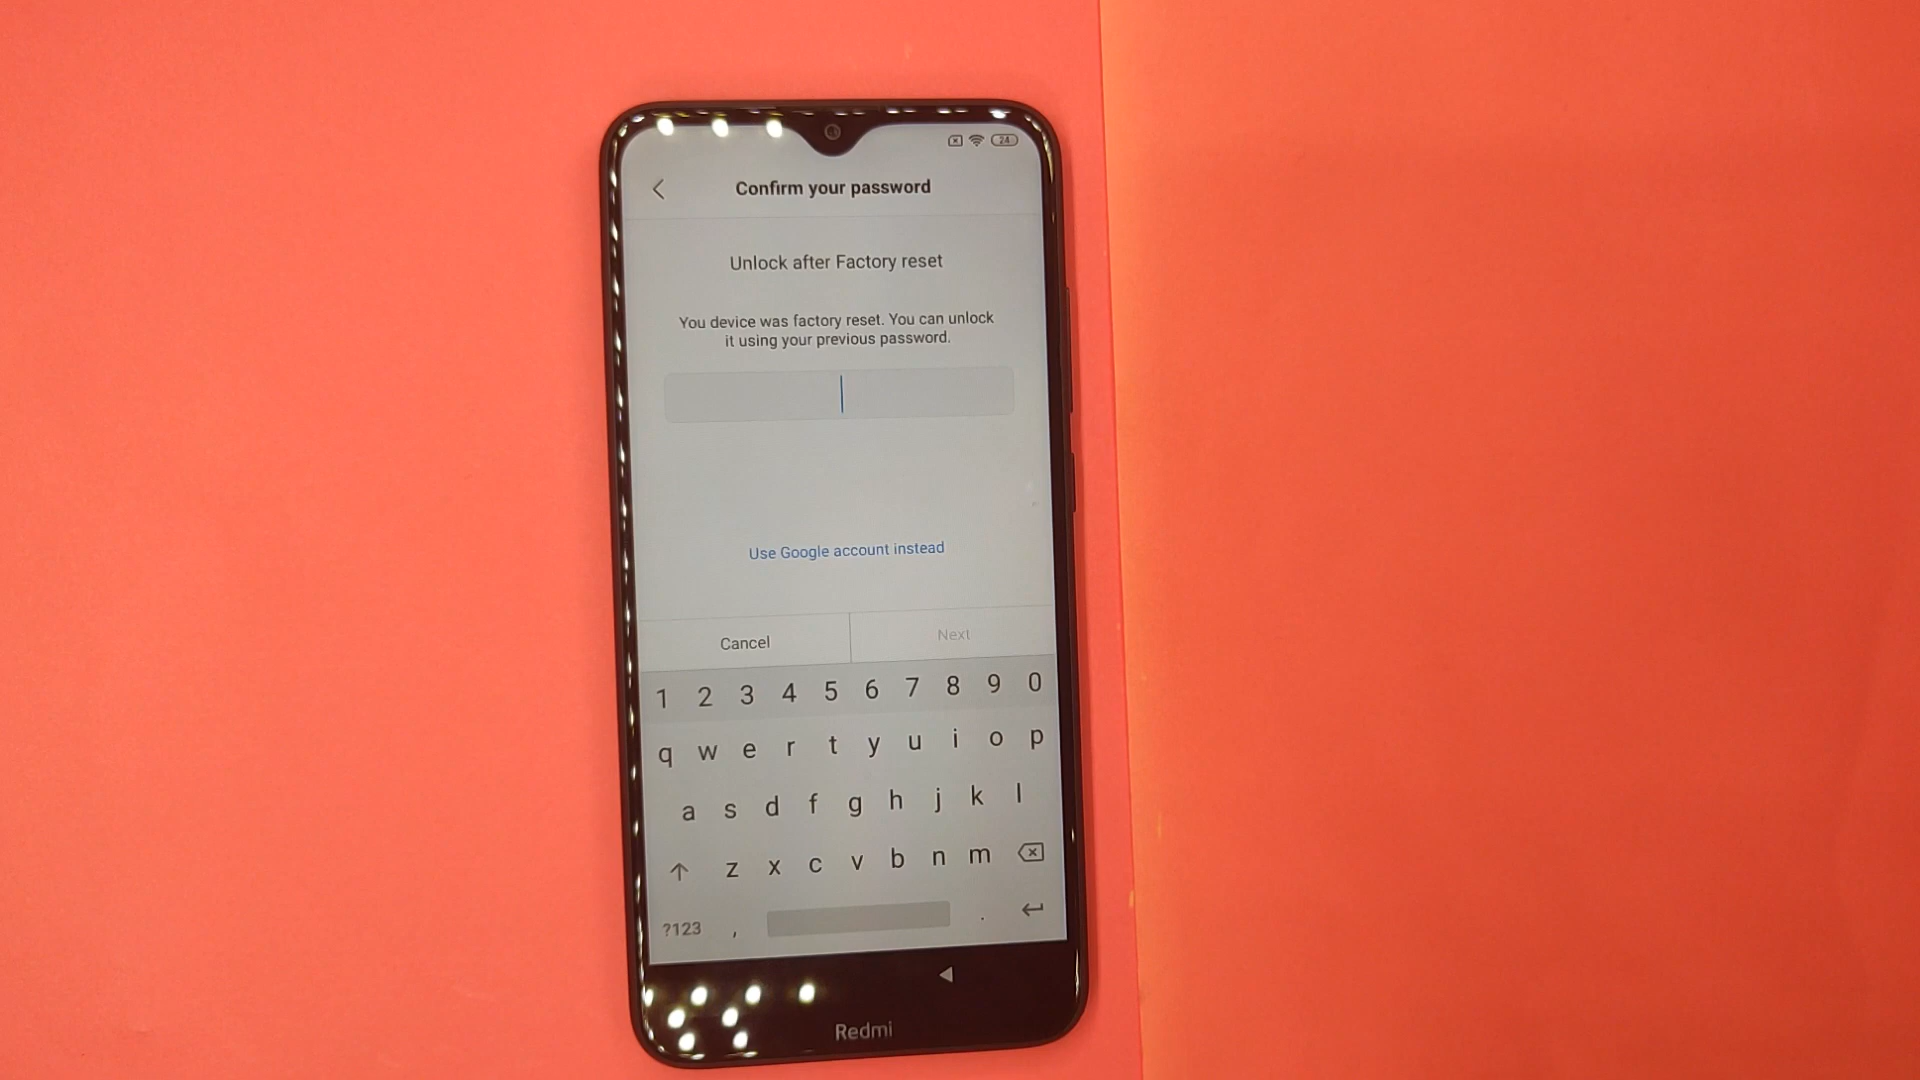 24
Confirm your password
Unlock after Factory reset
You device was factory reset. You can unlock
it using your previous password.
Use Google account instead
Cancel Next
1 2 3 4 5 6 7 8 9 0
q w e r t y u i o p
a s d f g h j k l
z x c v b n m
?123 , .
Redmi